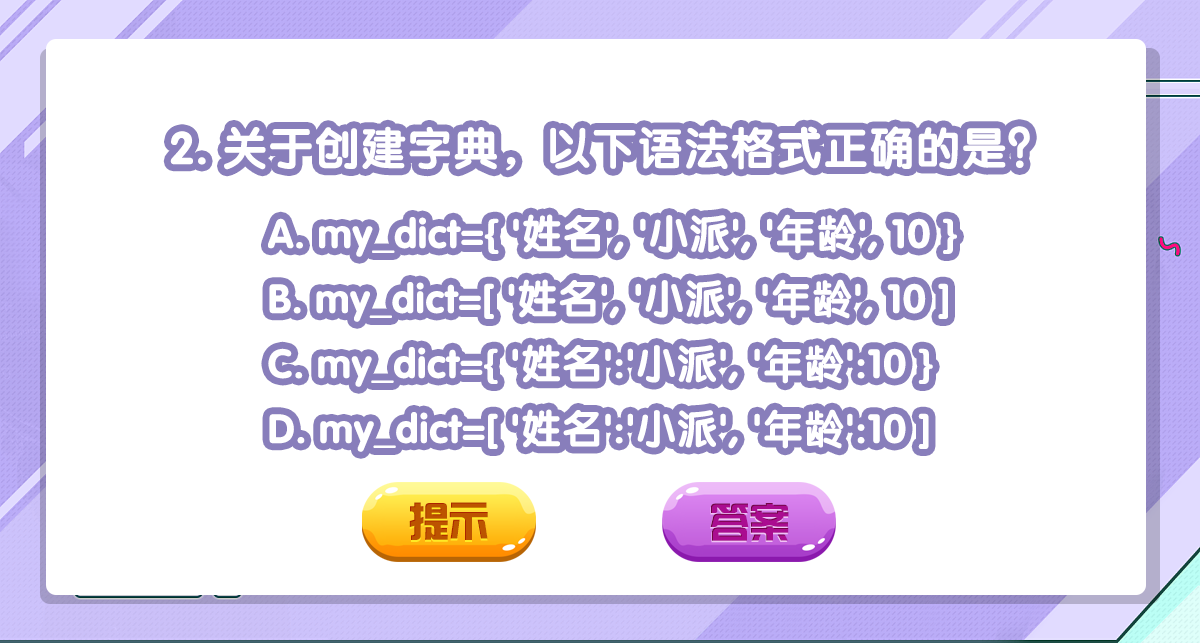 2. 关于创建字典，以下语法格式正确的是?
A. my_dict={ '姓名', '小派', '年龄', 10 }
B. my_dict=[ '姓名', '小派', '年龄', 10 ]
C. my_dict={ '姓名':'小派', '年龄':10 }
D. my_dict=[ '姓名':'小派', '年龄':10 ]
提示 答案